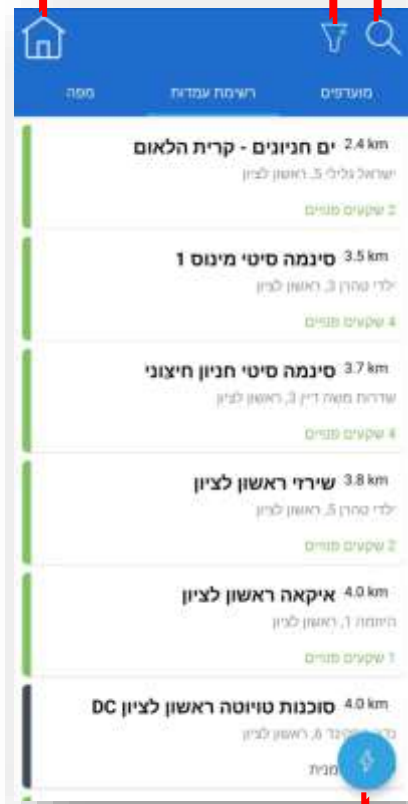 מועדפים
רשימת עמדות
מפה
2.4 km ים חניונים - קרית הלאום
ישראל גלילי 5, ראשון לציון
2 שקעים פנויים
3.5 km סינמה סיטי מינוס 1
ילדי טהרן 3, ראשון לציון
4 שקעים פנויים
3.7 km סינמה סיטי חניון חיצוני
שדרות משה דיין 3, ראשון לציון
4 שקעים פנויים
3.8 km שירזי ראשון לציון
ילדי טהרן 5, ראשון לציון
2 שקעים פנויים
4.0 km איקאה ראשון לציון
היוזמה 1, ראשון לציון
1 שקעים פנויים
4.0 km סוכנות טויוטה ראשון לציון DC
6, ראשון לציון